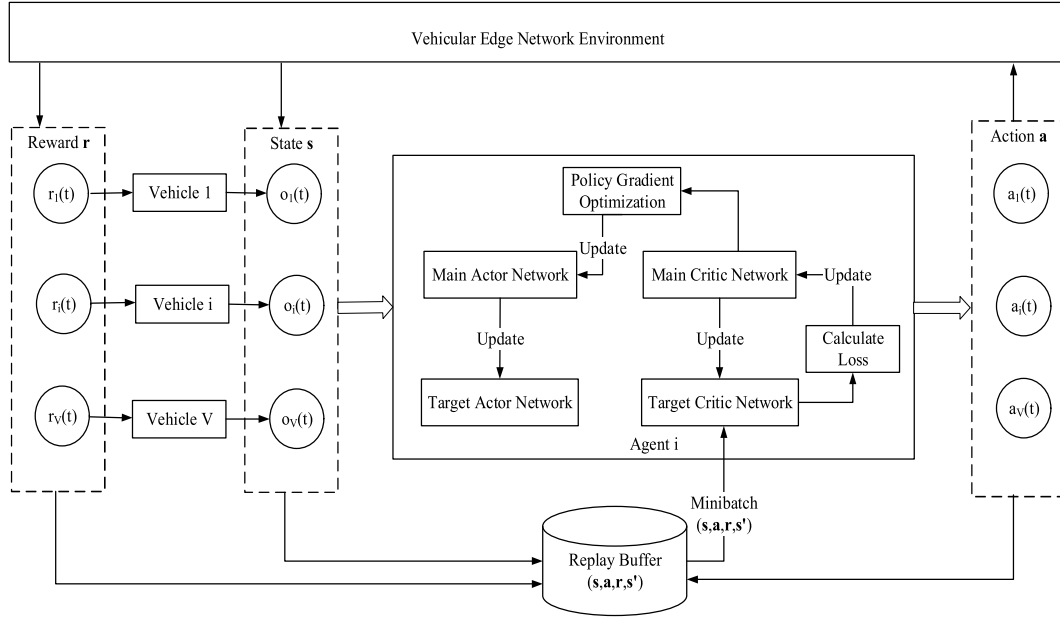 Vehicular Edge Network Environment
Reward r
State s
Action a
r1(t)
Vehicle 1
o1(t)
Policy Gradient
Optimization
a1(t)
Update
Main Actor Network
Main Critic Network
Update
ri(t)
Vehicle i
oi(t)
ai(t)
Update
Update
Calculate
Loss
Target Actor Network
Target Critic Network
rV(t)
Vehicle V
oV(t)
aV(t)
Agent i
Minibatch
(s,a,r,s')
Replay Buffer
(s,a,r,s')